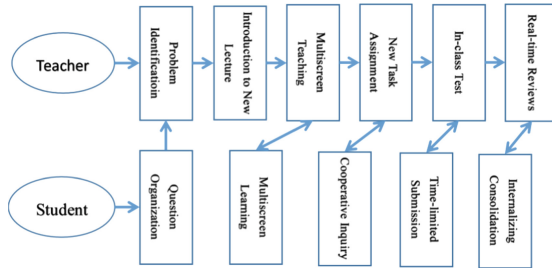 Teacher
Problem
Identificatioin
Introduction to New
Lecture
Multiscreen
Teaching
New Task
Assignment
In-class Test
Real-time Reviews
Student
Question
Organization
Multiscreen
Learning
Cooperative Inquiry
Time-limited
Submission
Internalizing
Consolidation